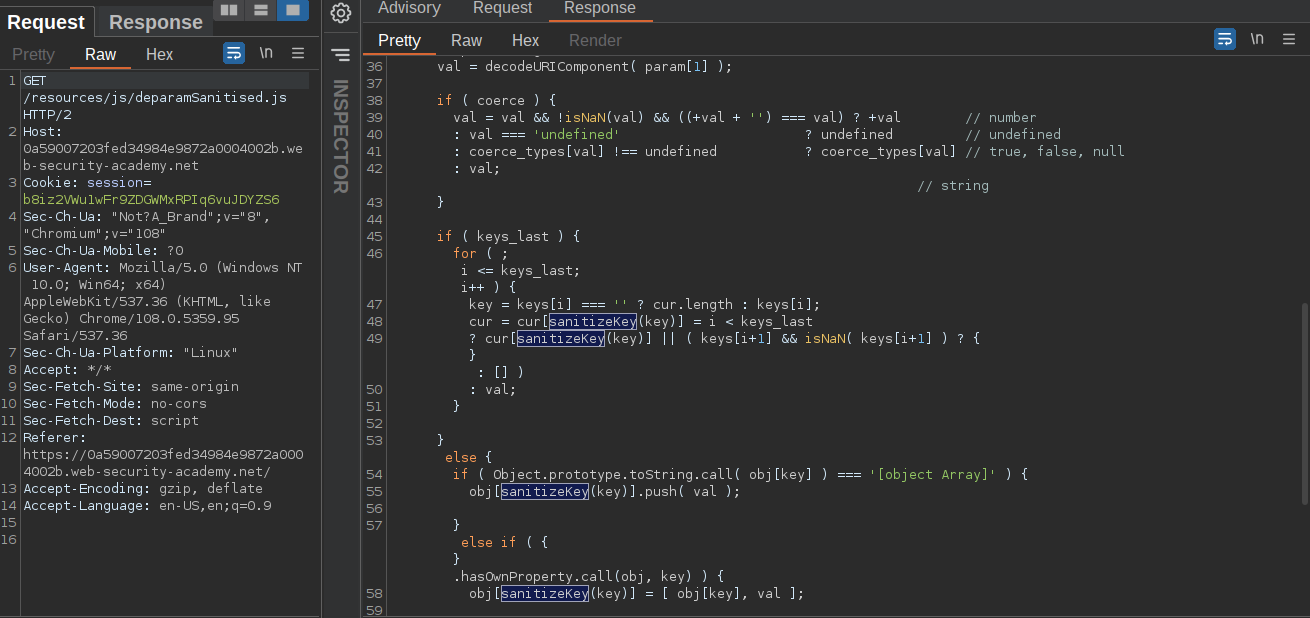 Request
Response
Pretty
Raw
Hex
\n
1 GET
/resources/js/deparamSanitised.js
HTTP/2
2 Host:
0a59007203fed34984e9872a0004002b.we
b-security-academy.net
3 Cookie: session=
b8iz2VWu1wFr9ZDGWMxRPIq6vuJDYZS6
4 Sec-Ch-Ua: "Not?A_Brand";v="8",
"Chromium";v="108"
5 Sec-Ch-Ua-Mobile: ?0
6 User-Agent: Mozilla/5.0 (Windows NT
10.0; Win64; x64)
AppleWebKit/537.36 (KHTML, like
Gecko) Chrome/108.0.5359.95
Safari/537.36
7 Sec-Ch-Ua-Platform: "Linux"
8 Accept: */*
9 Sec-Fetch-Site: same-origin
10 Sec-Fetch-Mode: no-cors
11 Sec-Fetch-Dest: script
12 Referer:
https://0a59007203fed34984e9872a000
4002b.web-security-academy.net/
13 Accept-Encoding: gzip, deflate
14 Accept-Language: en-US,en;q=0.9
15
16
INSPECTOR
Advisory
Request
Response
Pretty
Raw
Hex
Render
\n
36 val = decodeURIComponent( param[1] );
37
38 if ( coerce ) {
39 val = val && !isNaN(val) && ((+val + '') === val) ? +val // number
40 : val === 'undefined' ? undefined // undefined
41 : coerce_types[val] !== undefined ? coerce_types[val] // true, false, null
42 : val;
// string
43 }
44
45 if ( keys_last ) {
46 for ( ;
i <= keys_last;
i++ ) {
47 key = keys[i] === '' ? cur.length : keys[i];
48 cur = cur[sanitizeKey(key)] = i < keys_last
49 ? cur[sanitizeKey(key)] || ( keys[i+1] && isNaN( keys[i+1] ) ? {
}
: [] )
50 : val;
51 }
52
53 }
else {
54 if ( Object.prototype.toString.call( obj[key] ) === '[object Array]' ) {
55 obj[sanitizeKey(key)].push( val );
56
57 }
else if ( {
}
.hasOwnProperty.call(obj, key) ) {
58 obj[sanitizeKey(key)] = [ obj[key], val ];
59